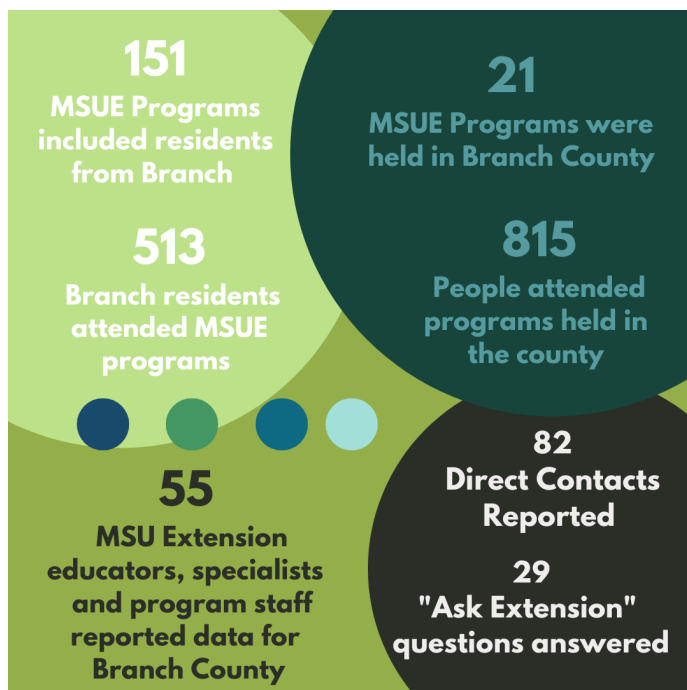 151
MSUE Programs
included residents
from Branch
513
Branch residents
attended MSUE
programs
21
MSUE Programs were
held in Branch County
815
People attended
programs held in
the county
55
MSU Extension
educators, specialists
and program staff
reported data for
Branch County
82
Direct Contacts
Reported
29
"Ask Extension"
questions answered